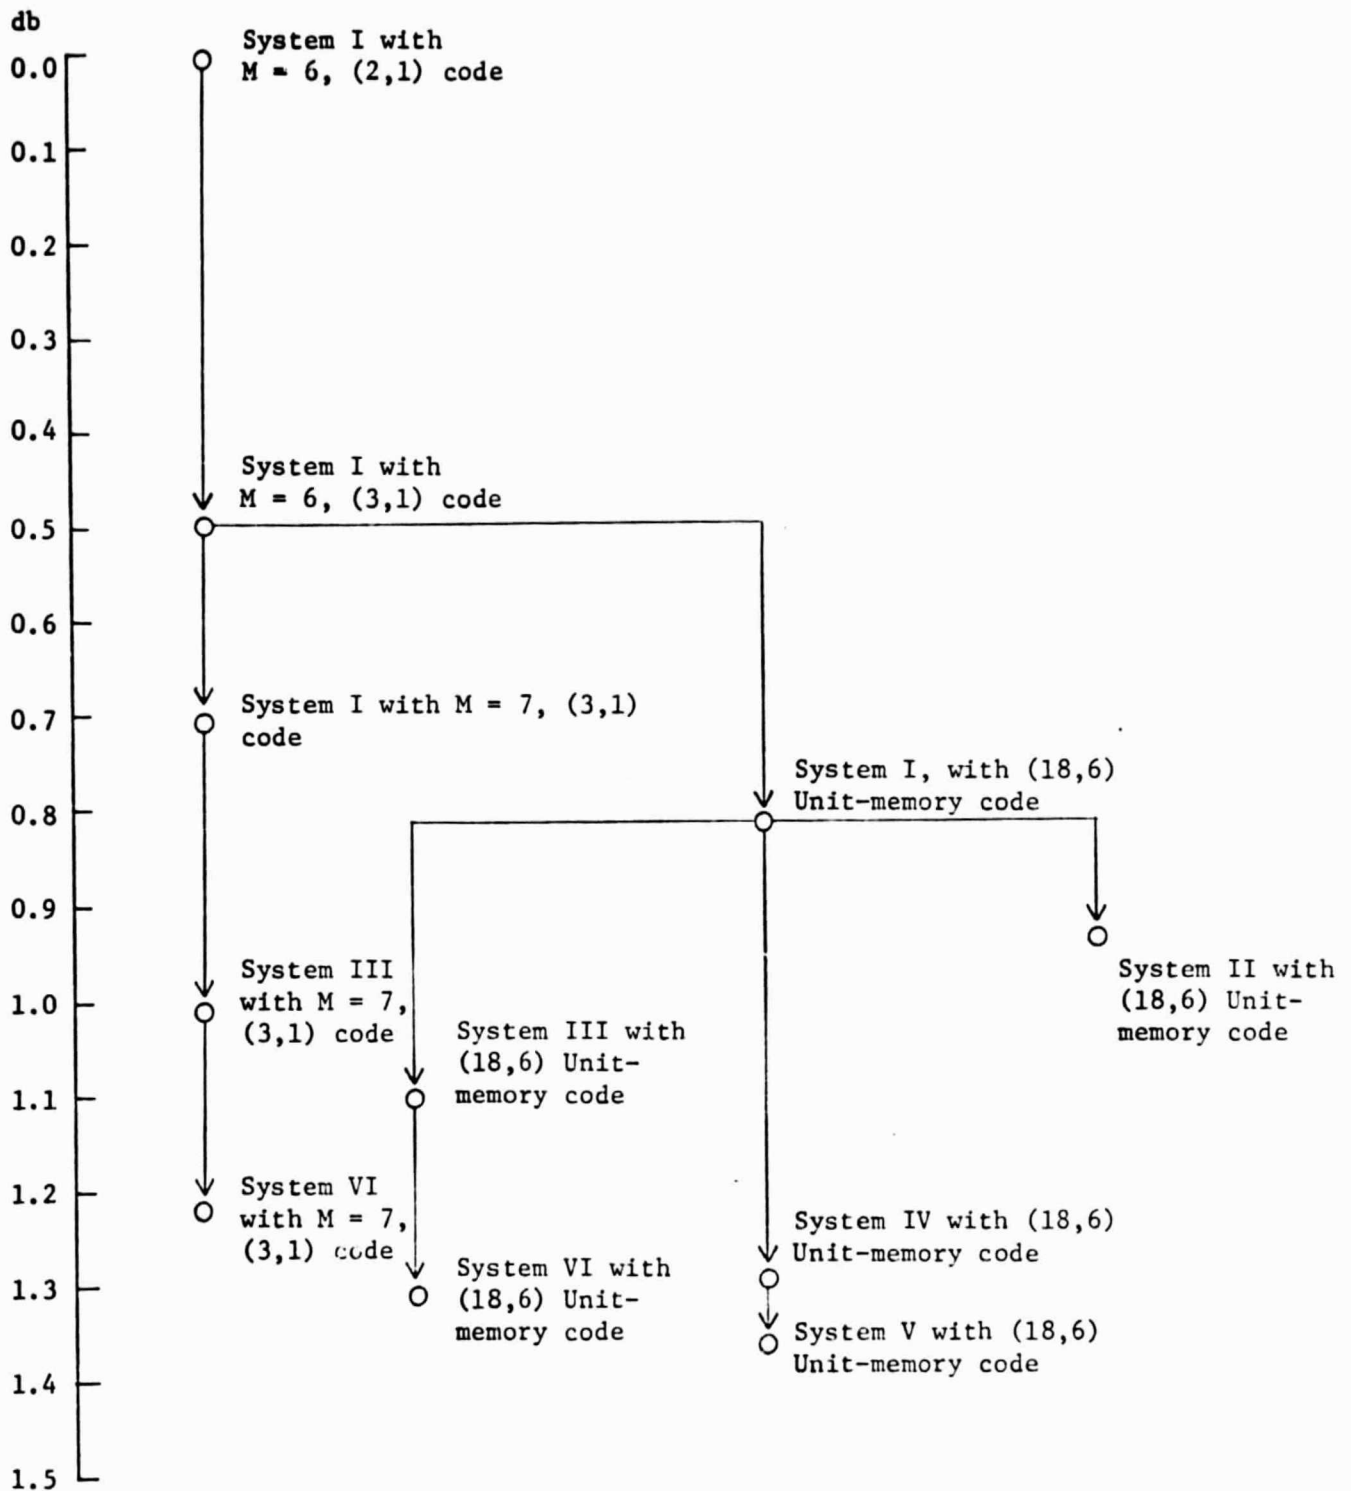 db
0.0
0.1
0.2
0.3
0.4
0.5
0.6
0.7
0.8
0.9
1.0
1.1
1.2
1.3
1.4
1.5
System I with
M = 6, (2,1) code
System I with
M = 6, (3,1) code
System I with M = 7, (3,1)
code
System I, with (18,6)
Unit-memory code
System II with
(18,6) Unit-
memory code
System III
with M = 7,
(3,1) code
System III with
(18,6) Unit-
memory code
System VI
with M = 7,
(3,1) code
System IV with (18,6)
Unit-memory code
System VI with
(18,6) Unit-
memory code
System V with (18,6)
Unit-memory code